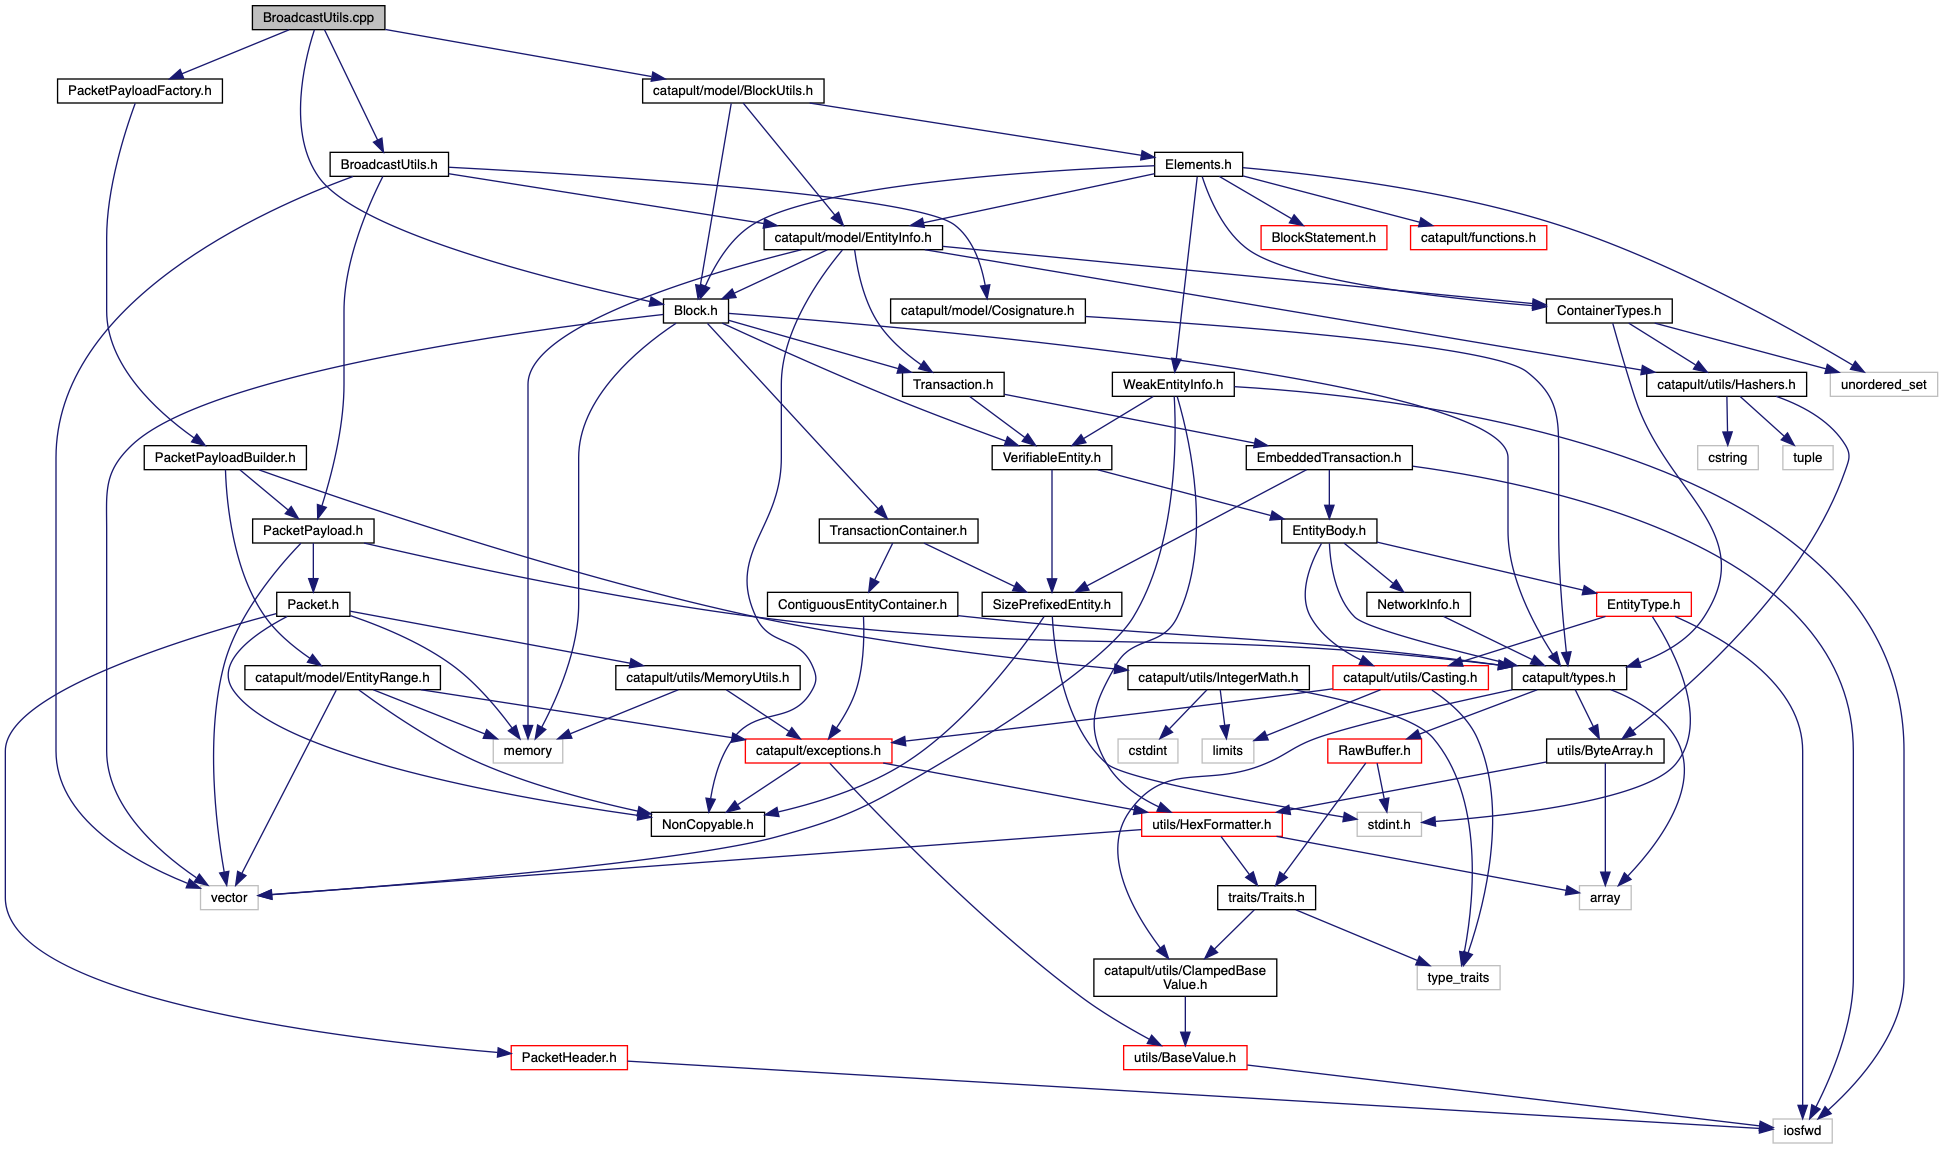 BroadcastUtils.cpp
PacketPayloadFactory.h
catapult/model/BlockUtils.h
BroadcastUtils.h
Elements.h
catapult/model/EntityInfo.h
BlockStatement.h
catapult/functions.h
Block.h
catapult/model/Cosignature.h
ContainerTypes.h
Transaction.h
WeakEntityInfo.h
catapult/utils/Hashers.h
unordered_set
PacketPayloadBuilder.h
VerifiableEntity.h
EmbeddedTransaction.h
cstring
tuple
PacketPayload.h
TransactionContainer.h
EntityBody.h
Packet.h
ContiguousEntityContainer.h
SizePrefixedEntity.h
NetworkInfo.h
EntityType.h
catapult/model/EntityRange.h
catapult/utils/MemoryUtils.h
catapult/utils/IntegerMath.h
catapult/utils/Casting.h
catapult/types.h
memory
catapult/exceptions.h
cstdint
limits
RawBuffer.h
utils/ByteArray.h
NonCopyable.h
utils/HexFormatter.h
stdint.h
vector
traits/Traits.h
array
catapult/utils/ClampedBase
Value.h
type_traits
PacketHeader.h
utils/BaseValue.h
iosfwd